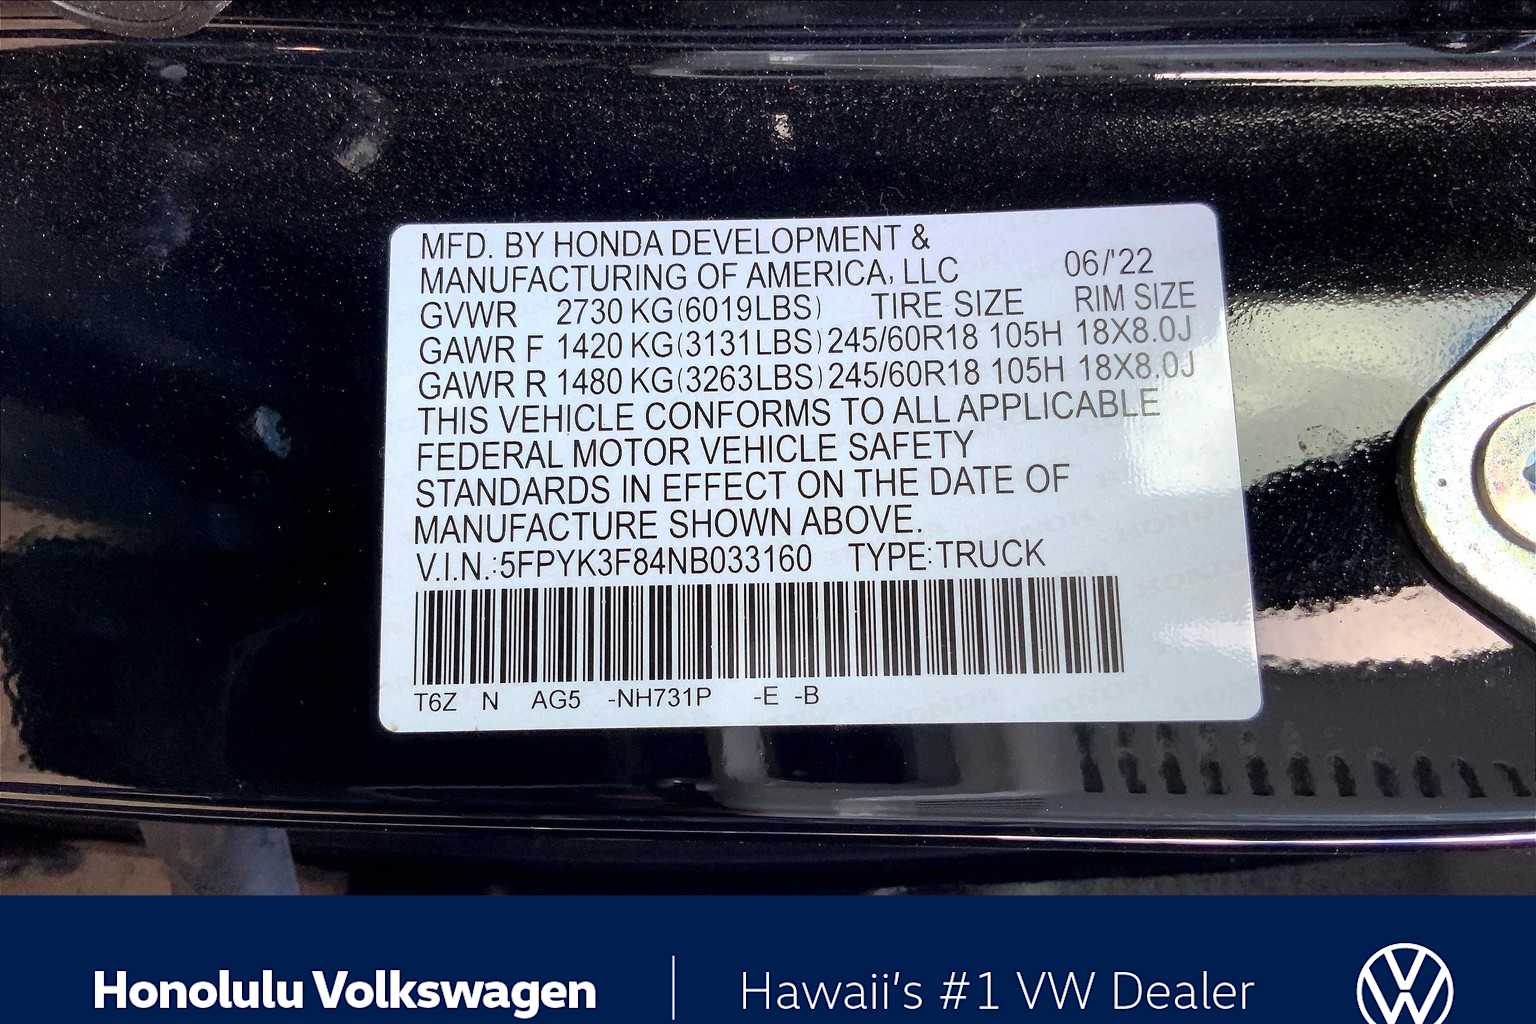 MFD. BY HONDA DEVELOPMENT &
MANUFACTURING OF AMERICA, LLC 06/'22
GVWR 2730 KG(6019LBS) TIRE SIZE RIM SIZE
GAWR F 1420 KG(3131LBS) 245/60R18 105H 18X8.0J
GAWR R 1480 KG(3263LBS) 245/60R18 105H 18X8.0J
THIS VEHICLE CONFORMS TO ALL APPLICABLE
FEDERAL MOTOR VEHICLE SAFETY
STANDARDS IN EFFECT ON THE DATE OF
MANUFACTURE SHOWN ABOVE.
V.I.N.:5FPYK3F84NB033160 TYPE:TRUCK
T6Z N AG5 -NH731P -E -B
Honolulu Volkswagen | Hawaii's #1 VW Dealer